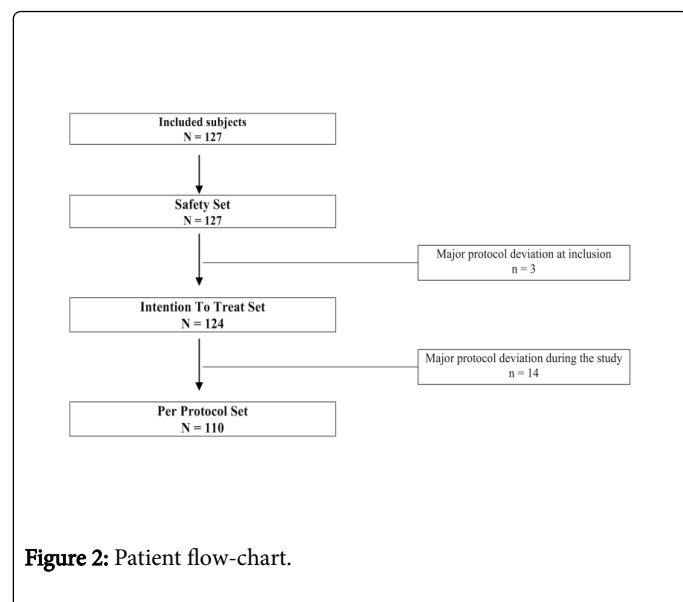 Included subjects
N = 127
Safety Set
N = 127
Major protocol deviation at inclusion
n = 3
Intention To Treat Set
N = 124
Major protocol deviation during the study
n = 14
Per Protocol Set
N = 110
Figure 2: Patient flow-chart.